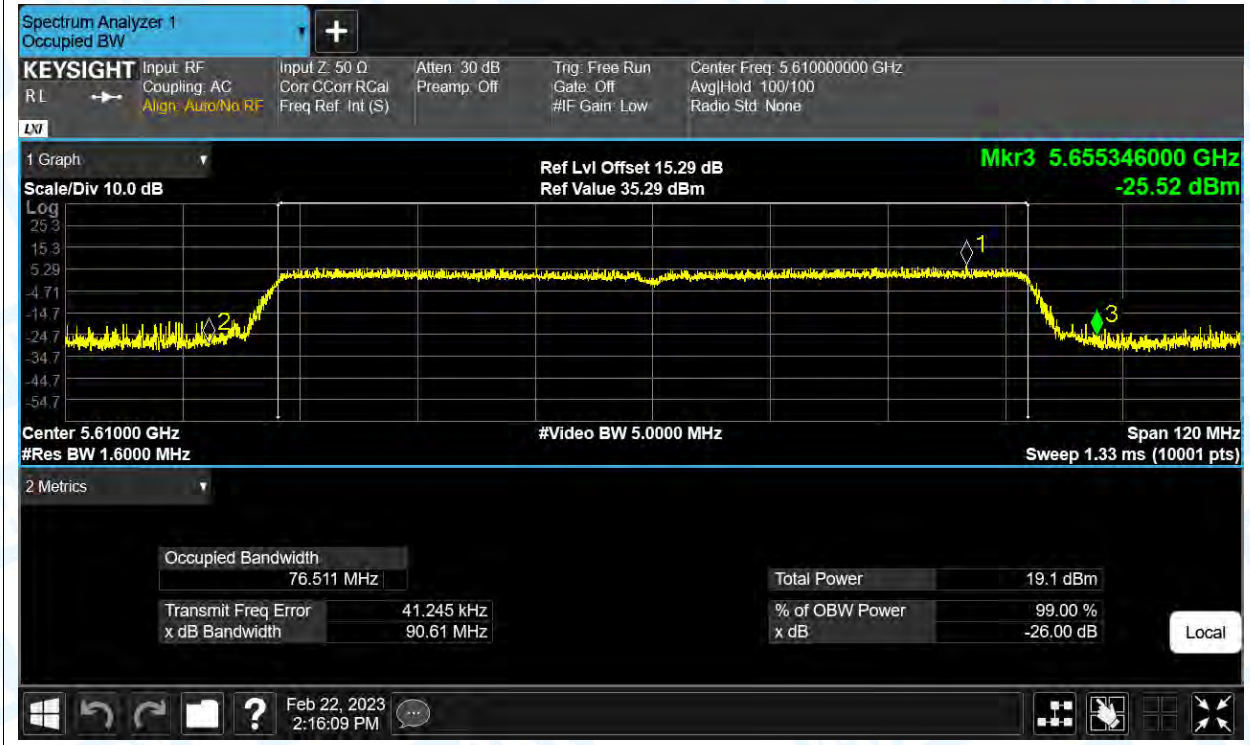 Spectrum Analyzer 1
Occupied BW
+
KEYSIGHT Input: RF Input Z: 50 Ω Atten: 30 dB Trig: Free Run Center Freq: 5.610000000 GHz
R L Coupling: AC Corr CCorr RCal Preamp: Off Gate: Off Avg|Hold: 100/100
Align: Auto/No RF Freq Ref: Int (S) #IF Gain: Low Radio Std: None
LXI
1 Graph Ref Lvl Offset 15.29 dB Mkr3 5.655346000 GHz
Scale/Div 10.0 dB Ref Value 35.29 dBm -25.52 dBm
Log
25.3
15.3
5.29
-4.71
-14.7
-24.7
-34.7
-44.7
-54.7
1
2
3
Center 5.61000 GHz #Video BW 5.0000 MHz Span 120 MHz
#Res BW 1.6000 MHz Sweep 1.33 ms (10001 pts)
2 Metrics
Occupied Bandwidth
76.511 MHz Total Power 19.1 dBm
Transmit Freq Error 41.245 kHz % of OBW Power 99.00 %
x dB Bandwidth 90.61 MHz x dB -26.00 dB
Local
? Feb 22, 2023
2:16:09 PM